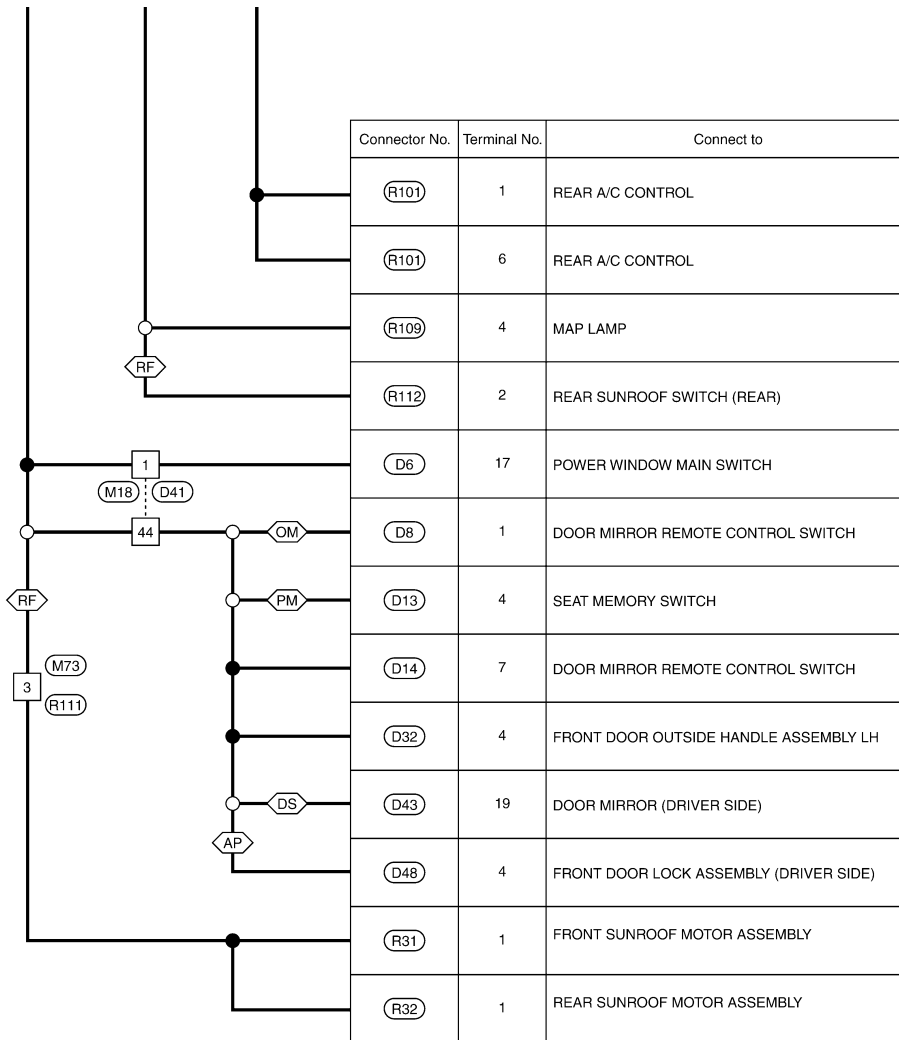 Connector No. Terminal No. Connect to
R101 1 REAR A/C CONTROL
R101 6 REAR A/C CONTROL
R109 4 MAP LAMP
RF
R112 2 REAR SUNROOF SWITCH (REAR)
1 D6 17 POWER WINDOW MAIN SWITCH
M18 D41
44 OM D8 1 DOOR MIRROR REMOTE CONTROL SWITCH
RF PM D13 4 SEAT MEMORY SWITCH
M73
D14 7 DOOR MIRROR REMOTE CONTROL SWITCH
3
R111
D32 4 FRONT DOOR OUTSIDE HANDLE ASSEMBLY LH
DS D43 19 DOOR MIRROR (DRIVER SIDE)
AP
D48 4 FRONT DOOR LOCK ASSEMBLY (DRIVER SIDE)
R31 1 FRONT SUNROOF MOTOR ASSEMBLY
R32 1 REAR SUNROOF MOTOR ASSEMBLY